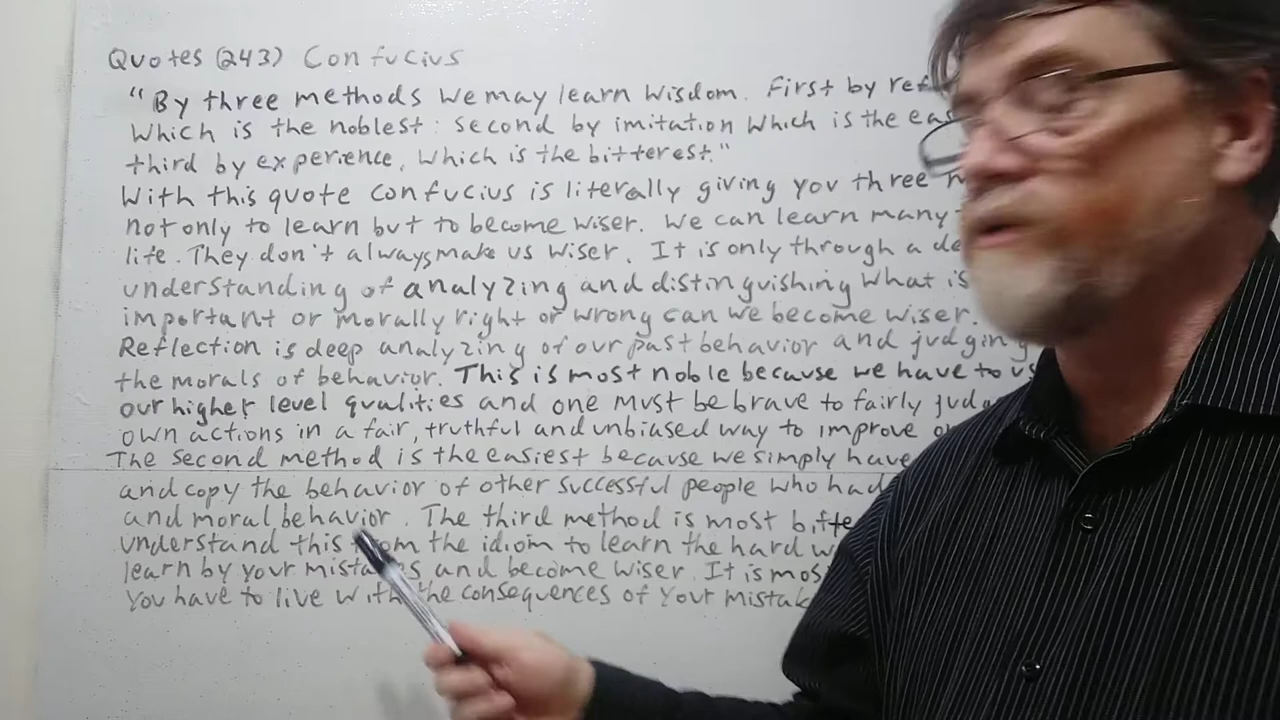 Quotes (243) Confucius
"By three methods we may learn wisdom. First by
Which is the noblest: second by imitation which is the
third by experience, which is the bitterest."
With this quote confucius is literally giving you three
not only to learn but to become wiser. We can learn many
life. They don't always make us wiser. It is only through a
understanding of analyzing and distinguishing what is
important or morally right or wrong can we become wiser.
Reflection is deep analyzing of our past behavior and judging
the morals of behavior. This is most noble because we have to
our higher level qualities and one must be brave to fairly
own actions in a fair, truthful and unbiased way to improve
The second method is the easiest because we simply have
and copy the behavior of other successful people who had
and moral behavior. The third method is most
understand this from the idiom to learn the hard
learn by your mistakes and become wiser. It is
you have to live with the consequences of your